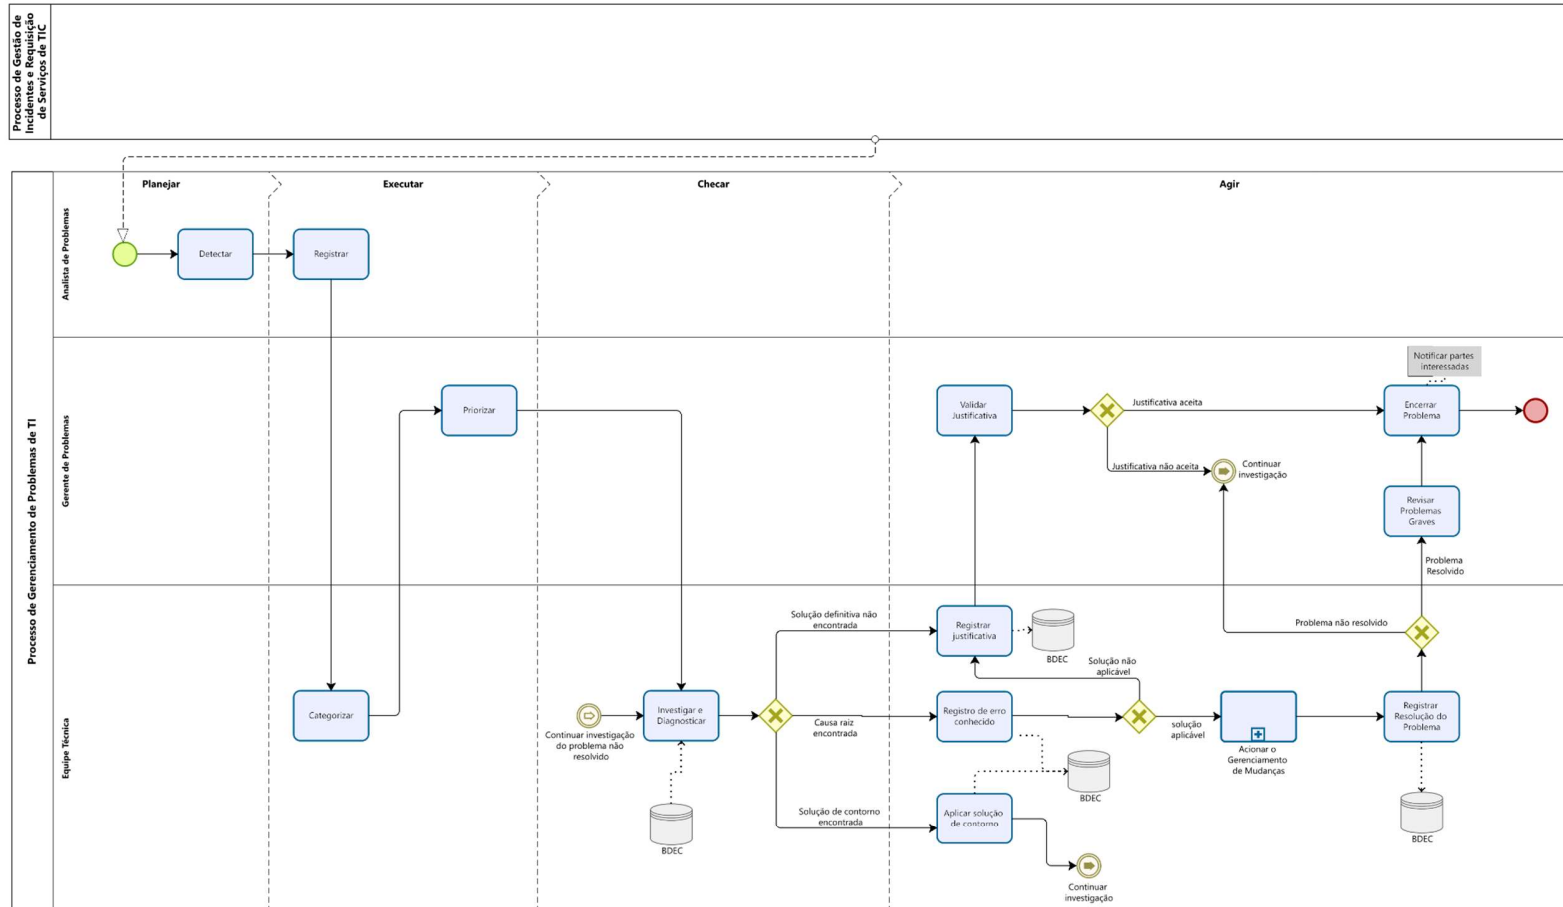 Processo de Gestão de
Incidentes e Requisição
de Serviços de TIC
Processo de Gerenciamento de Problemas de TI
Planejar
Executar
Checar
Agir
Analista de Problemas
Detectar
Registrar
Gerente de Problemas
Priorizar
Validar
Justificativa
Justificativa aceita
Justificativa não aceita
Continuar
investigação
Notificar partes
interessadas
Encerrar
Problema
Revisar
Problemas
Graves
Problema
Resolvido
Equipe Técnica
Categorizar
Continuar investigação
do problema não
resolvido
Investigar e
Diagnosticar
BDEC
Solução definitiva não
encontrada
Causa raiz
encontrada
Solução de contorno
encontrada
Registrar
justificativa
BDEC
Solução não
aplicável
Registro de erro
conhecido
BDEC
Aplicar solução
de contorno
Continuar
investigação
solução
aplicável
Acionar o
Gerenciamento
de Mudanças
Problema não resolvido
Registrar
Resolução do
Problema
BDEC